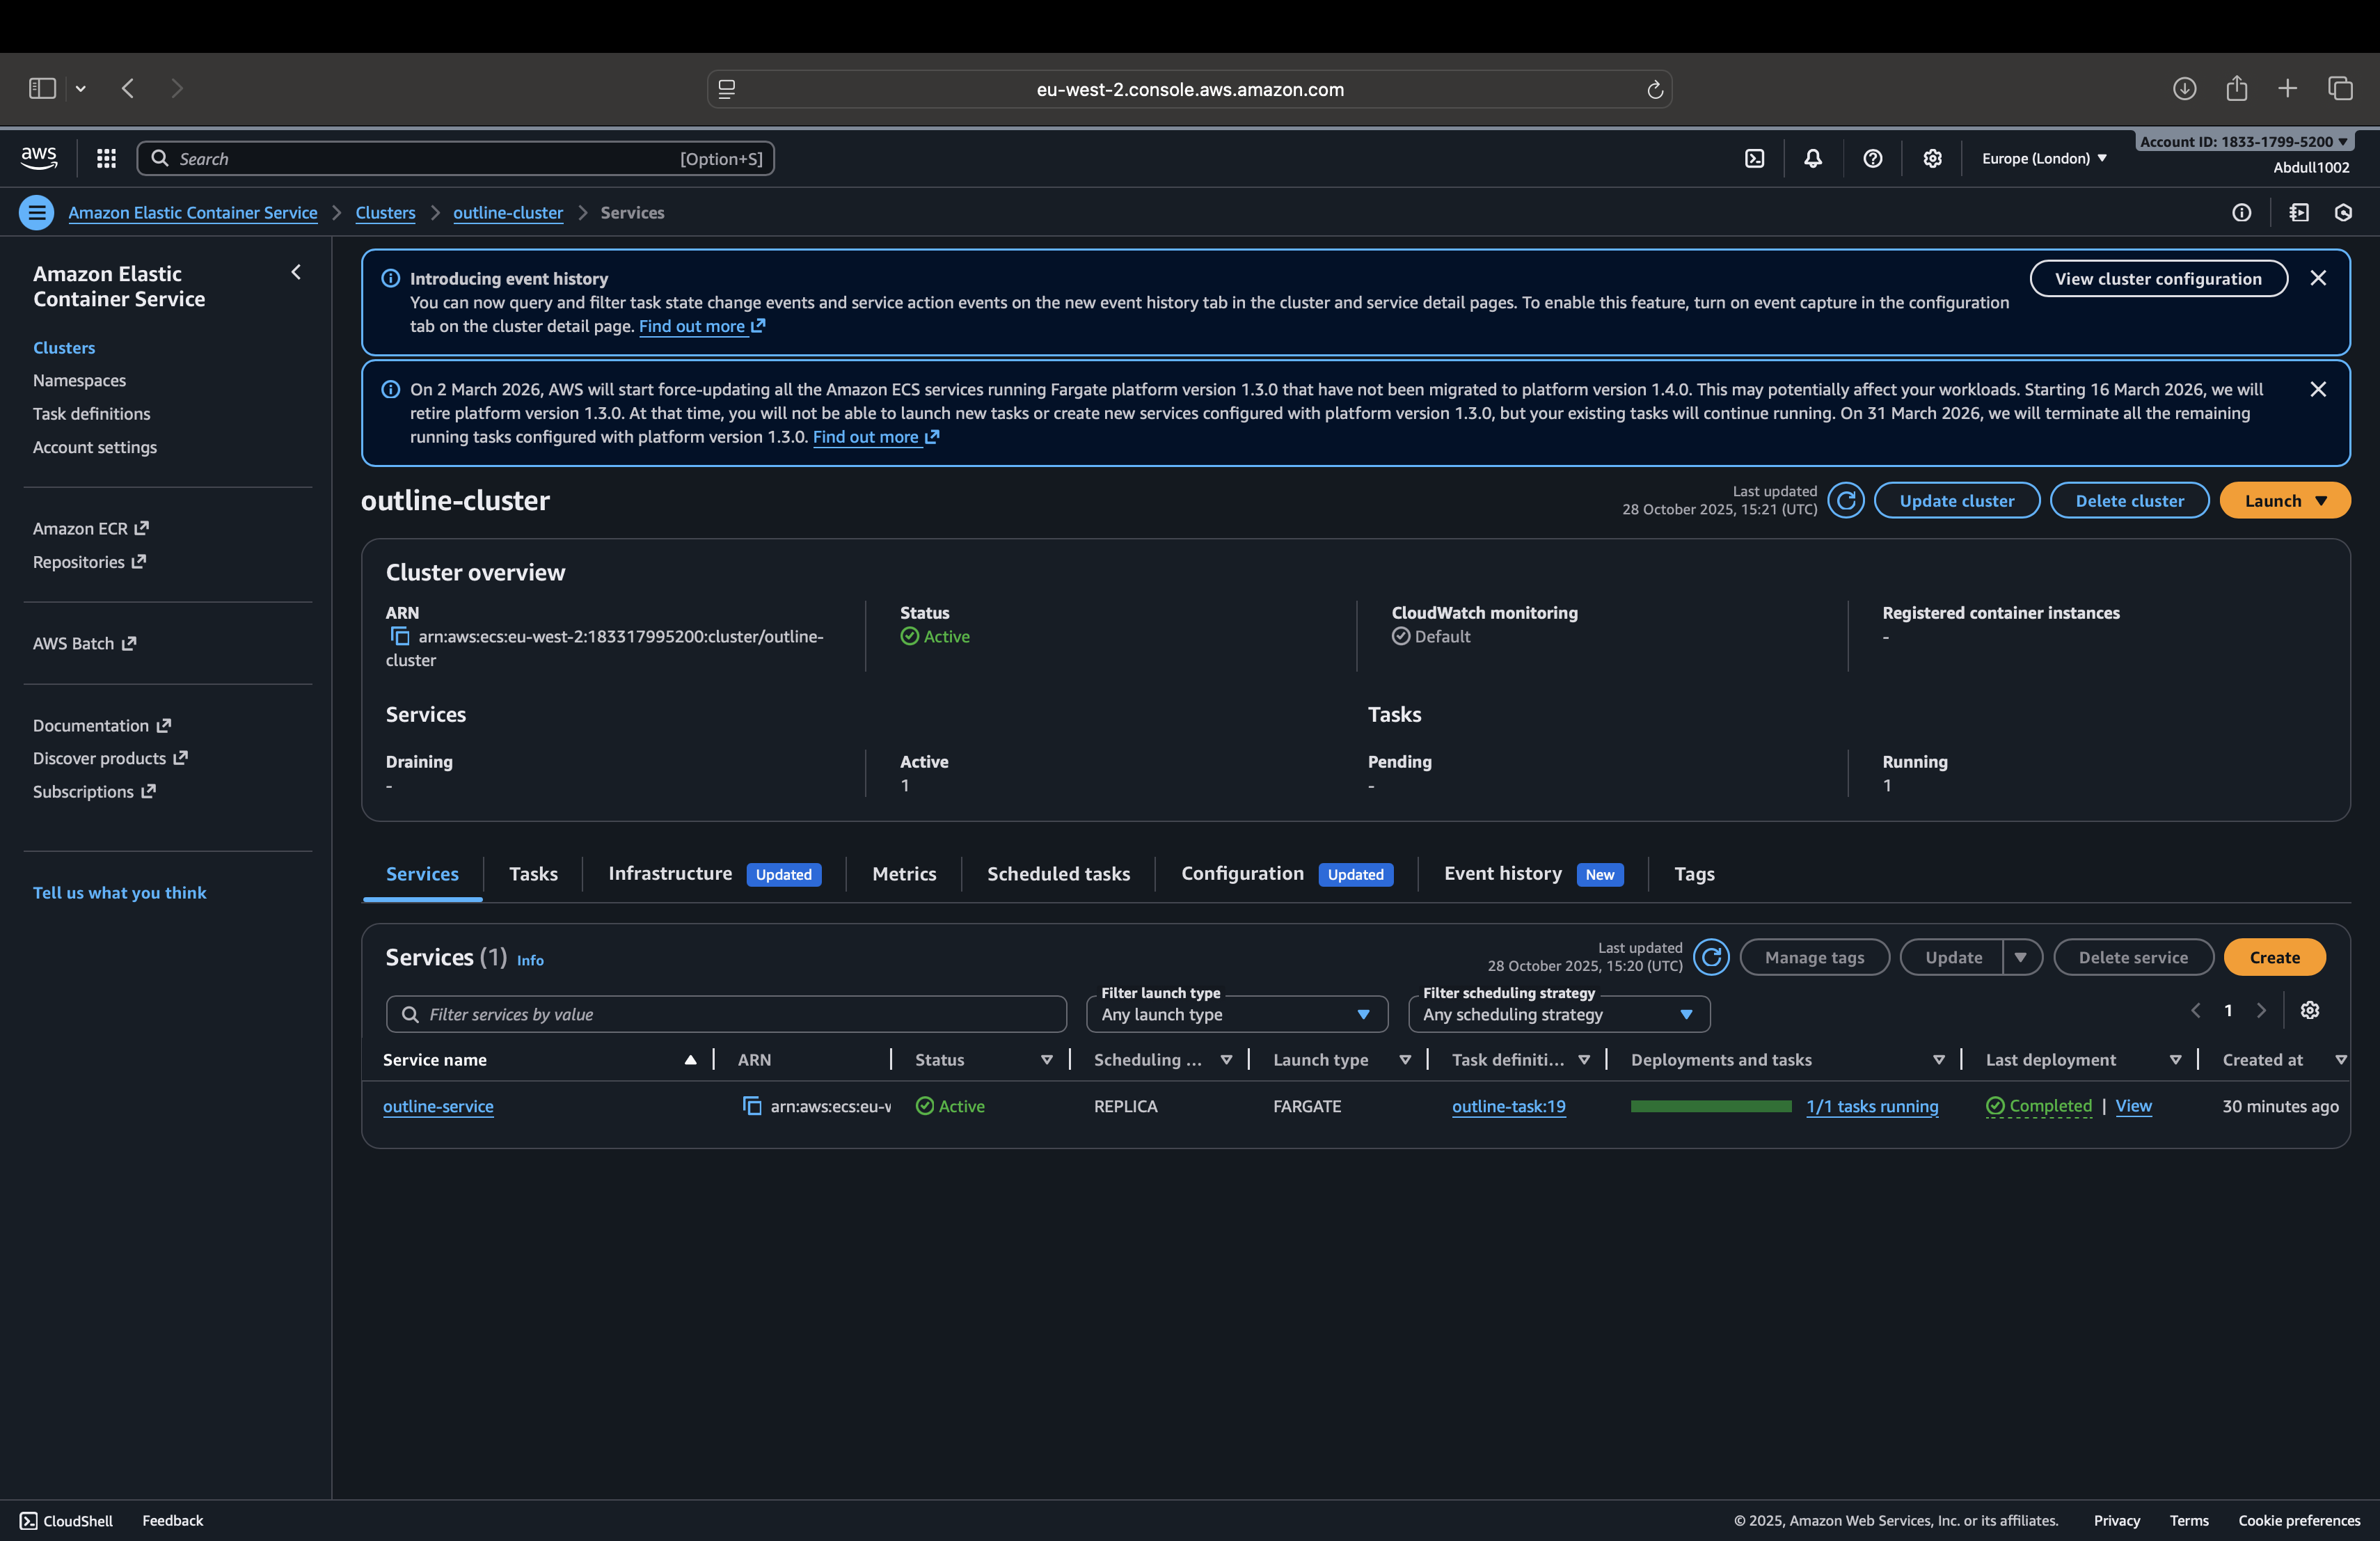 eu-west-2.console.aws.amazon.com
aws
Search
[Option+S]
Europe (London)
Account ID: 1833-1799-5200
Abdull1002
Amazon Elastic Container Service
Clusters
outline-cluster
Services
Amazon Elastic
Container Service
Clusters
Namespaces
Task definitions
Account settings
Amazon ECR
Repositories
AWS Batch
Documentation
Discover products
Subscriptions
Tell us what you think
Introducing event history
You can now query and filter task state change events and service action events on the new event history tab in the cluster and service detail pages. To enable this feature, turn on event capture in the configuration
tab on the cluster detail page. Find out more
View cluster configuration
On 2 March 2026, AWS will start force-updating all the Amazon ECS services running Fargate platform version 1.3.0 that have not been migrated to platform version 1.4.0. This may potentially affect your workloads. Starting 16 March 2026, we will
retire platform version 1.3.0. At that time, you will not be able to launch new tasks or create new services configured with platform version 1.3.0, but your existing tasks will continue running. On 31 March 2026, we will terminate all the remaining
running tasks configured with platform version 1.3.0. Find out more
outline-cluster
Last updated
28 October 2025, 15:21 (UTC)
Update cluster
Delete cluster
Launch
Cluster overview
ARN
arn:aws:ecs:eu-west-2:183317995200:cluster/outline-
cluster
Status
Active
CloudWatch monitoring
Default
Registered container instances
-
Services
Tasks
Draining
-
Active
1
Pending
-
Running
1
Services
Tasks
Infrastructure Updated
Metrics
Scheduled tasks
Configuration Updated
Event history New
Tags
Services (1) Info
Last updated
28 October 2025, 15:20 (UTC)
Manage tags
Update
Delete service
Create
Filter services by value
Filter launch type
Any launch type
Filter scheduling strategy
Any scheduling strategy
1
Service name
ARN
Status
Scheduling ...
Launch type
Task definiti...
Deployments and tasks
Last deployment
Created at
outline-service
arn:aws:ecs:eu-w
Active
REPLICA
FARGATE
outline-task:19
1/1 tasks running
Completed | View
30 minutes ago
CloudShell
Feedback
© 2025, Amazon Web Services, Inc. or its affiliates.
Privacy
Terms
Cookie preferences